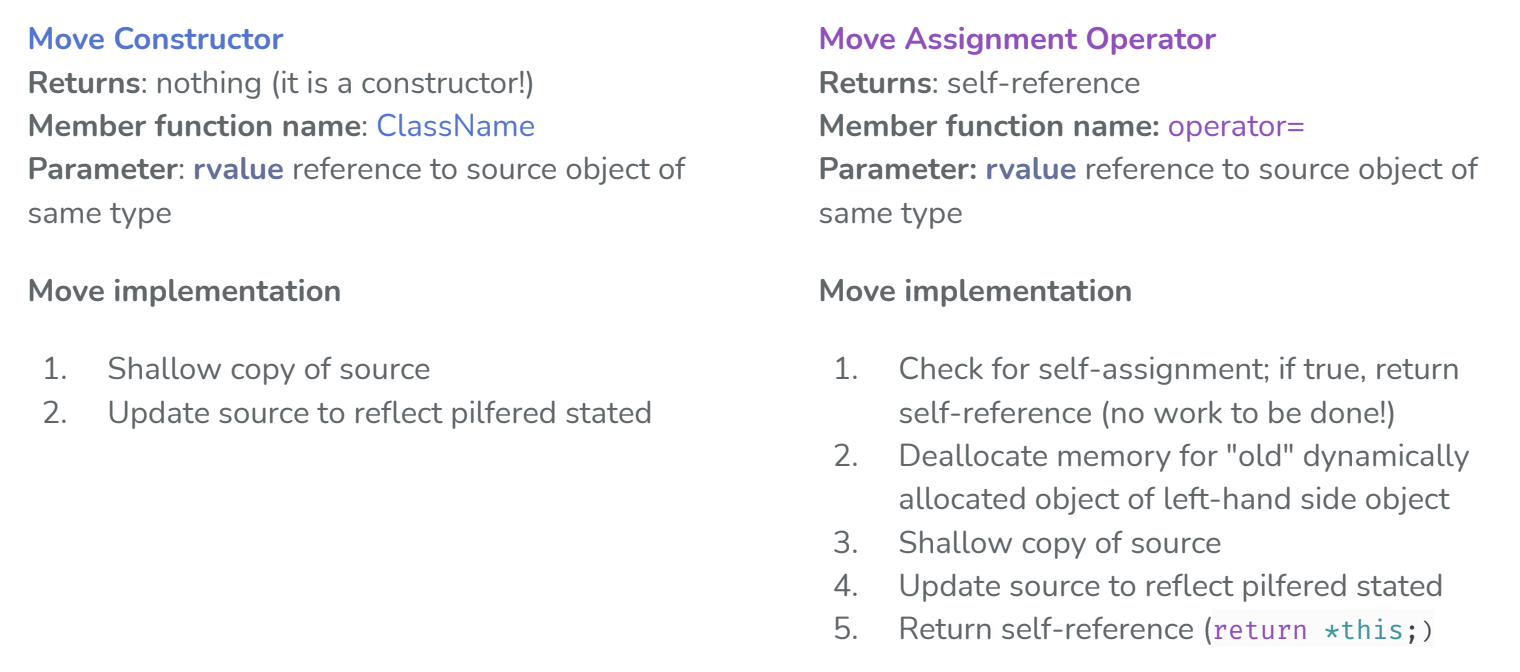 Move Constructor
Returns: nothing (it is a constructor!)
Member function name: ClassName
Parameter: rvalue reference to source object of
same type
Move implementation
1. Shallow copy of source
2. Update source to reflect pilfered stated
Move Assignment Operator
Returns: self-reference
Member function name: operator=
Parameter: rvalue reference to source object of
same type
Move implementation
1. Check for self-assignment; if true, return
self-reference (no work to be done!)
2. Deallocate memory for "old" dynamically
allocated object of left-hand side object
3. Shallow copy of source
4. Update source to reflect pilfered stated
5. Return self-reference (return *this;)